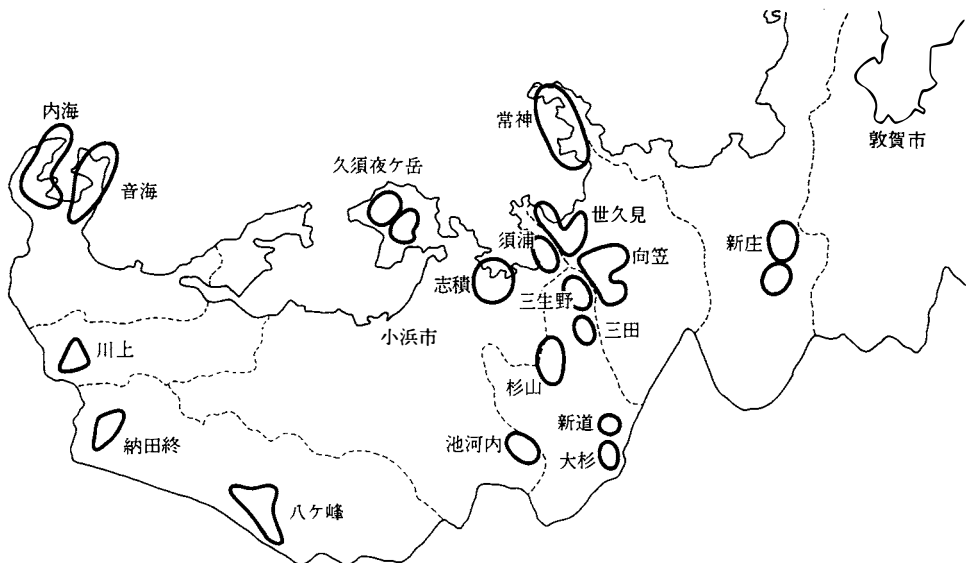 常神
敦賀市
内海
音海
久須夜ケ岳
世久見
須浦
向笠
新庄
志積
三生野
小浜市
三田
川上
杉山
新道
納田終
池河内
大杉
八ケ峰